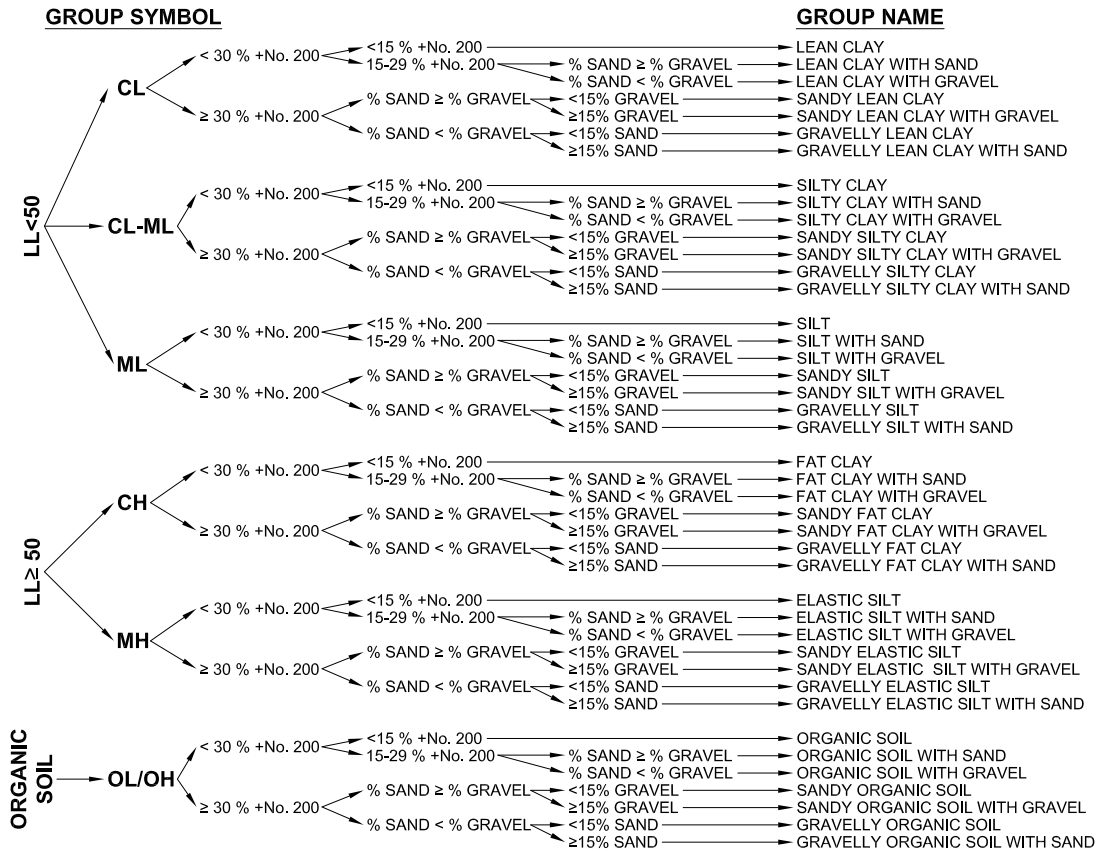 GROUP SYMBOL GROUP NAME
<15 % +No. 200 LEAN CLAY
< 30 % +No. 200 15-29 % +No. 200 % SAND ≥ % GRAVEL LEAN CLAY WITH SAND
% SAND < % GRAVEL LEAN CLAY WITH GRAVEL
CL
% SAND ≥ % GRAVEL <15% GRAVEL SANDY LEAN CLAY
≥ 30 % +No. 200 ≥15% GRAVEL SANDY LEAN CLAY WITH GRAVEL
% SAND < % GRAVEL <15% SAND GRAVELLY LEAN CLAY
≥15% SAND GRAVELLY LEAN CLAY WITH SAND
<15 % +No. 200 SILTY CLAY
< 30 % +No. 200 15-29 % +No. 200 % SAND ≥ % GRAVEL SILTY CLAY WITH SAND
% SAND < % GRAVEL SILTY CLAY WITH GRAVEL
LL<50 CL-ML
% SAND ≥ % GRAVEL <15% GRAVEL SANDY SILTY CLAY
≥ 30 % +No. 200 ≥15% GRAVEL SANDY SILTY CLAY WITH GRAVEL
% SAND < % GRAVEL <15% SAND GRAVELLY SILTY CLAY
≥15% SAND GRAVELLY SILTY CLAY WITH SAND
<15 % +No. 200 SILT
< 30 % +No. 200 15-29 % +No. 200 % SAND ≥ % GRAVEL SILT WITH SAND
% SAND < % GRAVEL SILT WITH GRAVEL
ML
% SAND ≥ % GRAVEL <15% GRAVEL SANDY SILT
≥ 30 % +No. 200 ≥15% GRAVEL SANDY SILT WITH GRAVEL
% SAND < % GRAVEL <15% SAND GRAVELLY SILT
≥15% SAND GRAVELLY SILT WITH SAND
<15 % +No. 200 FAT CLAY
< 30 % +No. 200 15-29 % +No. 200 % SAND ≥ % GRAVEL FAT CLAY WITH SAND
% SAND < % GRAVEL FAT CLAY WITH GRAVEL
CH
% SAND ≥ % GRAVEL <15% GRAVEL SANDY FAT CLAY
≥ 30 % +No. 200 ≥15% GRAVEL SANDY FAT CLAY WITH GRAVEL
% SAND < % GRAVEL <15% SAND GRAVELLY FAT CLAY
≥15% SAND GRAVELLY FAT CLAY WITH SAND
LL≥ 50
<15 % +No. 200 ELASTIC SILT
< 30 % +No. 200 15-29 % +No. 200 % SAND ≥ % GRAVEL ELASTIC SILT WITH SAND
% SAND < % GRAVEL ELASTIC SILT WITH GRAVEL
MH
% SAND ≥ % GRAVEL <15% GRAVEL SANDY ELASTIC SILT
≥ 30 % +No. 200 ≥15% GRAVEL SANDY ELASTIC SILT WITH GRAVEL
% SAND < % GRAVEL <15% SAND GRAVELLY ELASTIC SILT
≥15% SAND GRAVELLY ELASTIC SILT WITH SAND
<15 % +No. 200 ORGANIC SOIL
< 30 % +No. 200 15-29 % +No. 200 % SAND ≥ % GRAVEL ORGANIC SOIL WITH SAND
% SAND < % GRAVEL ORGANIC SOIL WITH GRAVEL
ORGANIC
SOIL
OL/OH
% SAND ≥ % GRAVEL <15% GRAVEL SANDY ORGANIC SOIL
≥ 30 % +No. 200 ≥15% GRAVEL SANDY ORGANIC SOIL WITH GRAVEL
% SAND < % GRAVEL <15% SAND GRAVELLY ORGANIC SOIL
≥15% SAND GRAVELLY ORGANIC SOIL WITH SAND